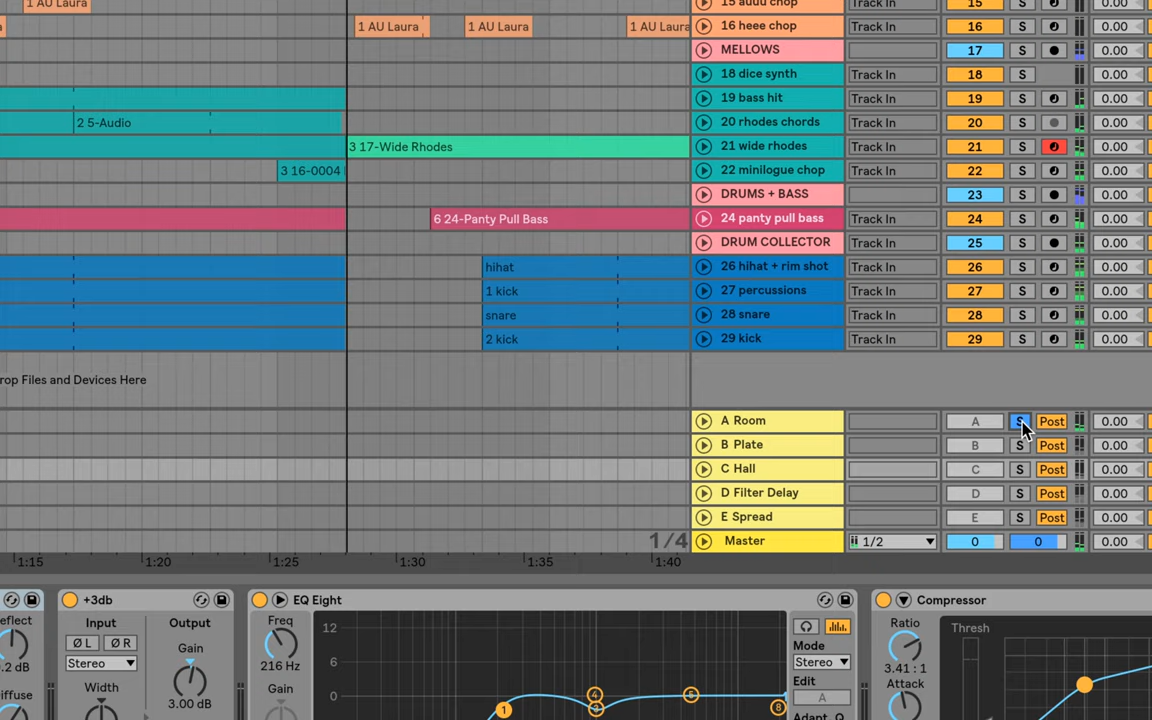 1 AU Laura 15 auuu chop Track In 15 S 0.00
1 AU Laura 1 AU Laura 1 AU Laura 16 heee chop Track In 16 S 0.00
MELLOWS 17 S 0.00
18 dice synth Track In 18 S 0.00
19 bass hit Track In 19 S 0.00
2 5-Audio 20 rhodes chords Track In 20 S 0.00
3 17-Wide Rhodes 21 wide rhodes Track In 21 S 0.00
3 16-0004 22 minilogue chop Track In 22 S 0.00
DRUMS + BASS 23 S 0.00
6 24-Panty Pull Bass 24 panty pull bass Track In 24 S 0.00
DRUM COLLECTOR 25 S 0.00
hihat 26 hihat + rim shot Track In 26 S 0.00
1 kick 27 percussions Track In 27 S 0.00
snare 28 snare Track In 28 S 0.00
2 kick 29 kick Track In 29 S 0.00
rop Files and Devices Here
A Room A S Post 0.00
B Plate B S Post 0.00
C Hall C S Post 0.00
D Filter Delay D S Post 0.00
E Spread E S Post 0.00
1/4 Master 1/2 0 0 0.00
1:15 1:20 1:25 1:30 1:35 1:40
+3db EQ Eight Compressor
eflect Input Output Freq 12 Ratio Thresh
Ø L Ø R Gain Mode
.2 dB Stereo 216 Hz 6 Stereo 3.41 : 1
iffuse Width Gain Edit Attack
3.00 dB 0 1 4 3 5 8 A
Adapt. Q